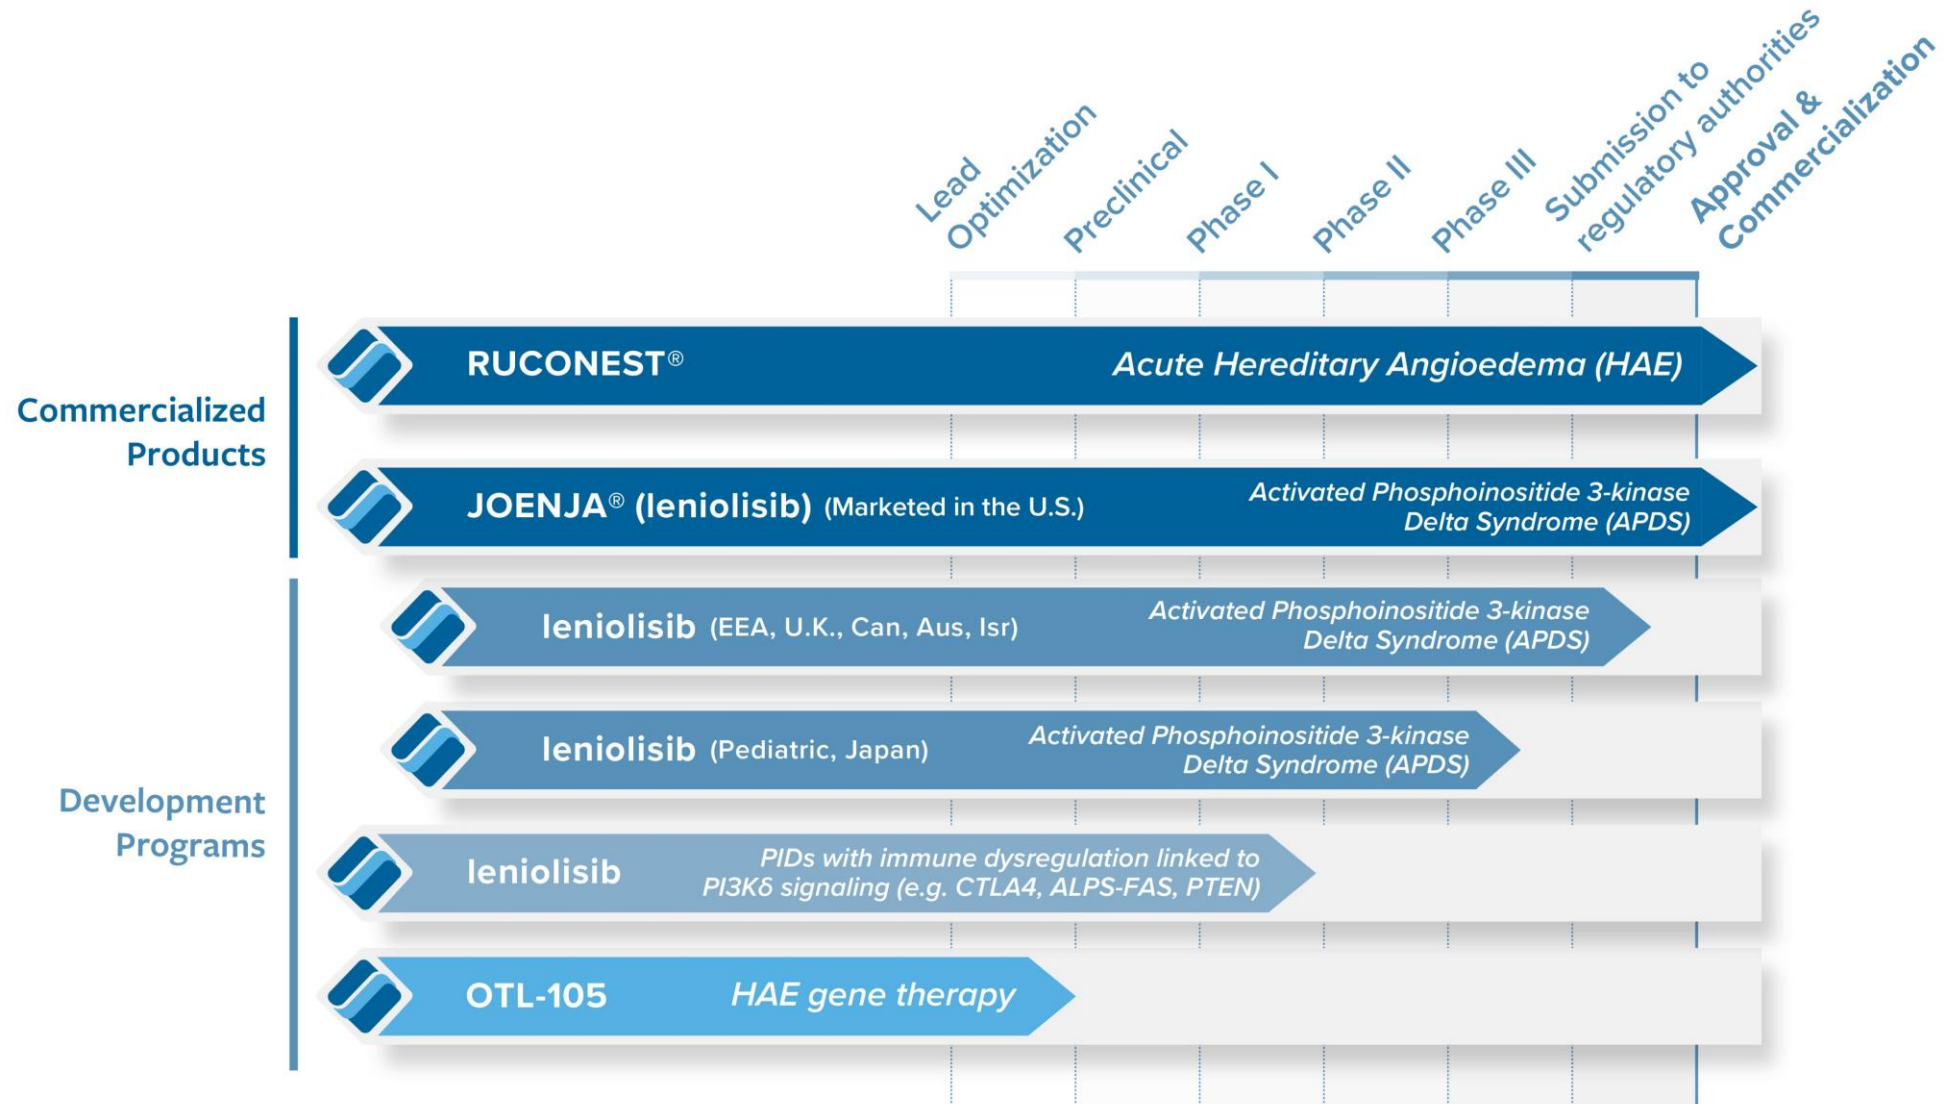 Lead
Optimization
Preclinical
Phase I
Phase II
Phase III
Submission to
regulatory authorities
Approval &
Commercialization
Commercialized
Products
RUCONEST® Acute Hereditary Angioedema (HAE)
JOENJA® (leniolisib) (Marketed in the U.S.)
Activated Phosphoinositide 3-kinase
Delta Syndrome (APDS)
Development
Programs
leniolisib (EEA, U.K., Can, Aus, Isr)
Activated Phosphoinositide 3-kinase
Delta Syndrome (APDS)
leniolisib (Pediatric, Japan)
Activated Phosphoinositide 3-kinase
Delta Syndrome (APDS)
leniolisib
PIDs with immune dysregulation linked to
PI3Kδ signaling (e.g. CTLA4, ALPS-FAS, PTEN)
OTL-105 HAE gene therapy